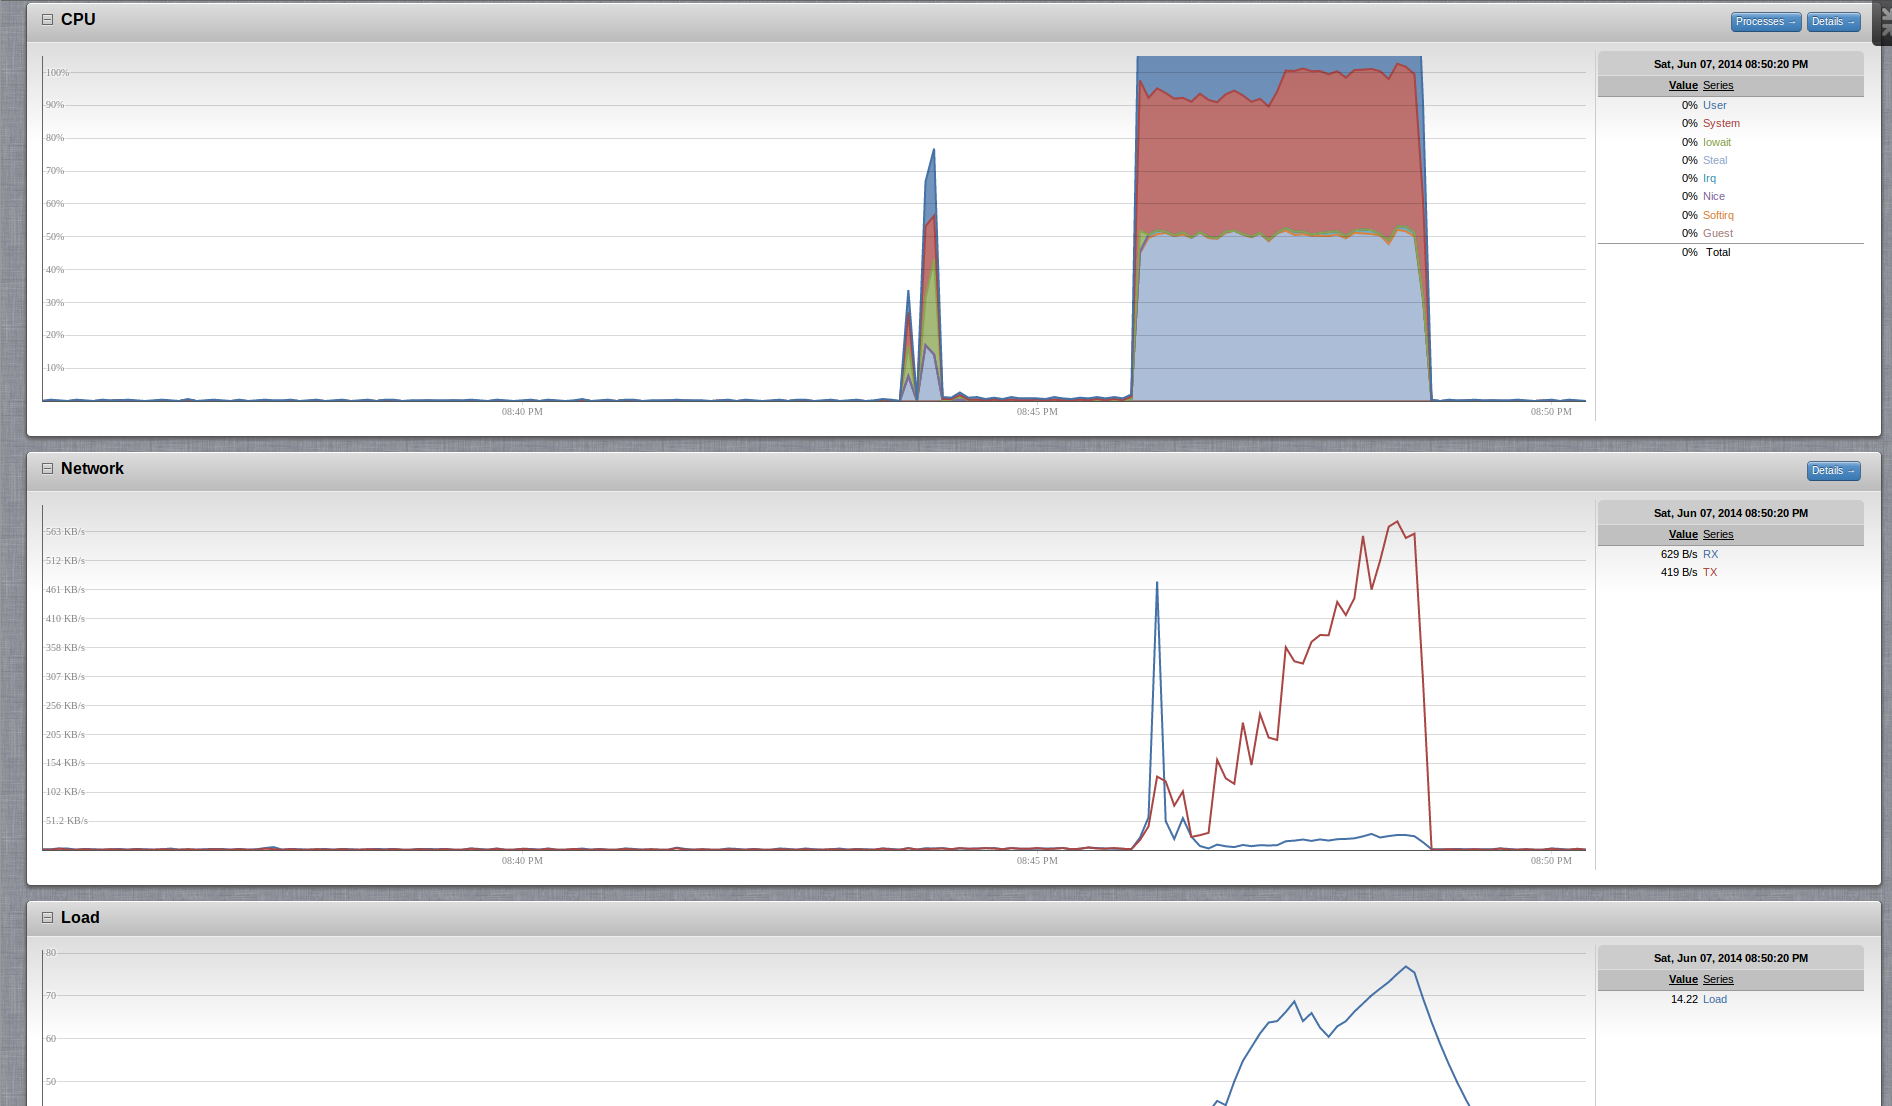 CPU
Processes →
Details →
100%
90%
80%
70%
60%
50%
40%
30%
20%
10%
08:40 PM
08:45 PM
08:50 PM
Sat, Jun 07, 2014 08:50:20 PM
Value Series
0% User
0% System
0% Iowait
0% Steal
0% Irq
0% Nice
0% Softirq
0% Guest
0% Total
Network
Details →
563 KB/s
512 KB/s
461 KB/s
410 KB/s
358 KB/s
307 KB/s
256 KB/s
205 KB/s
154 KB/s
102 KB/s
51.2 KB/s
08:40 PM
08:45 PM
08:50 PM
Sat, Jun 07, 2014 08:50:20 PM
Value Series
629 B/s RX
419 B/s TX
Load
80
70
60
50
Sat, Jun 07, 2014 08:50:20 PM
Value Series
14.22 Load